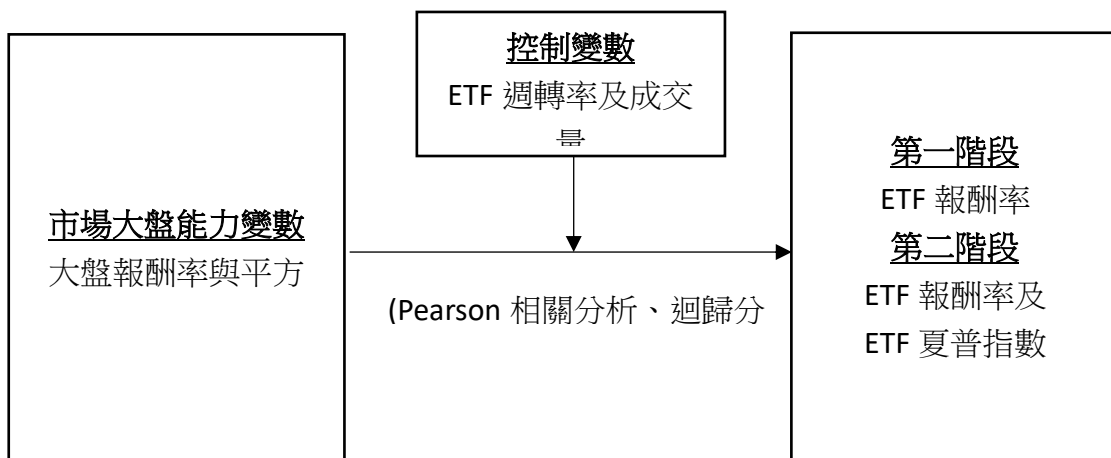 控制變數
ETF 週轉率及成交
量
市場大盤能力變數
大盤報酬率與平方
(Pearson 相關分析、迴歸分
第一階段
ETF 報酬率
第二階段
ETF 報酬率及
ETF 夏普指數